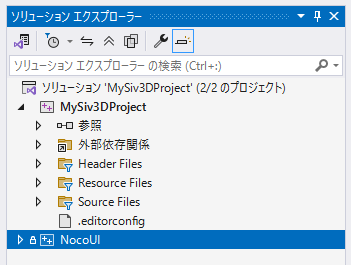 ソリューション エクスプローラー
ソリューション エクスプローラー の検索 (Ctrl+:)
ソリューション 'MySiv3DProject' (2/2 のプロジェクト)
MySiv3DProject
参照
外部依存関係
Header Files
Resource Files
Source Files
.editorconfig
NocoUI